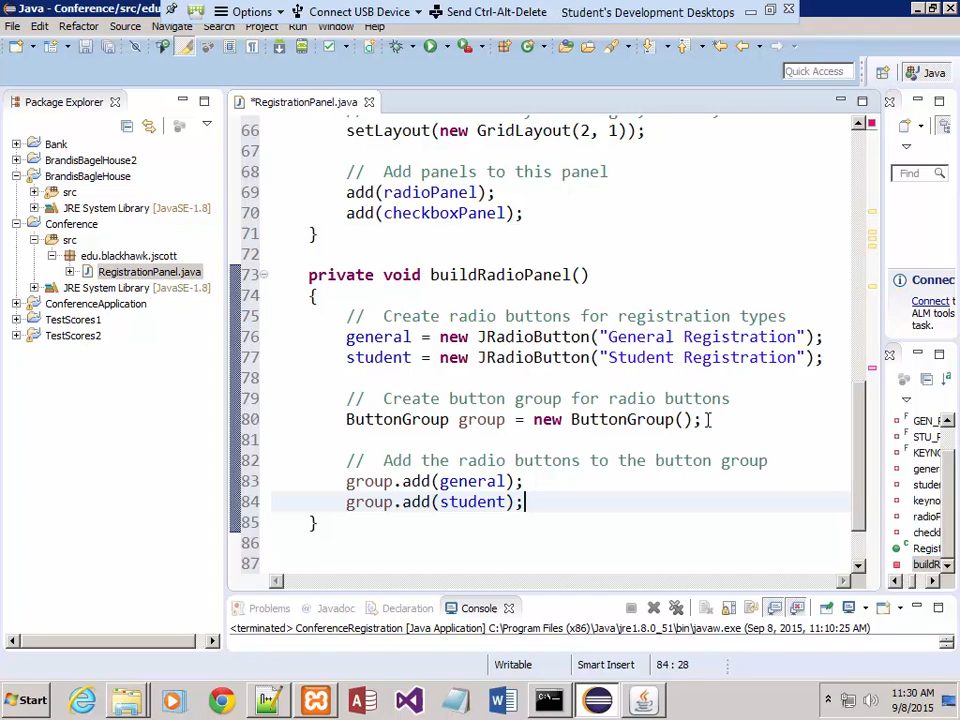 Java - Conference/src/edu
Options
Connect USB Device
Send Ctrl-Alt-Delete
Student's Development Desktops
File Edit Refactor Source Navigate Search Project Run Window Help
Quick Access
Java
Package Explorer
*RegistrationPanel.java
Bank
BrandisBagelHouse2
BrandisBagleHouse
src
JRE System Library [JavaSE-1.8]
Conference
src
edu.blackhawk.jscott
RegistrationPanel.java
JRE System Library [JavaSE-1.8]
ConferenceApplication
TestScores1
TestScores2
66 setLayout(new GridLayout(2, 1));
67
68 // Add panels to this panel
69 add(radioPanel);
70 add(checkboxPanel);
71 }
72
73 private void buildRadioPanel()
74 {
75 // Create radio buttons for registration types
76 general = new JRadioButton("General Registration");
77 student = new JRadioButton("Student Registration");
78
79 // Create button group for radio buttons
80 ButtonGroup group = new ButtonGroup();
81
82 // Add the radio buttons to the button group
83 group.add(general);
84 group.add(student);
85 }
86
87
Find
Connec
Connect to
ALM tools
task.
GEN_
STU_
KEYNO
gener
studen
keyno
radioP
checkl
Regist
buildR
Problems
Javadoc
Declaration
Console
<terminated> ConferenceRegistration [Java Application] C:\Program Files (x86)\Java\jre1.8.0_51\bin\javaw.exe (Sep 8, 2015, 11:10:25 AM)
Writable
Smart Insert
84 : 28
Start
11:30 AM
9/8/2015